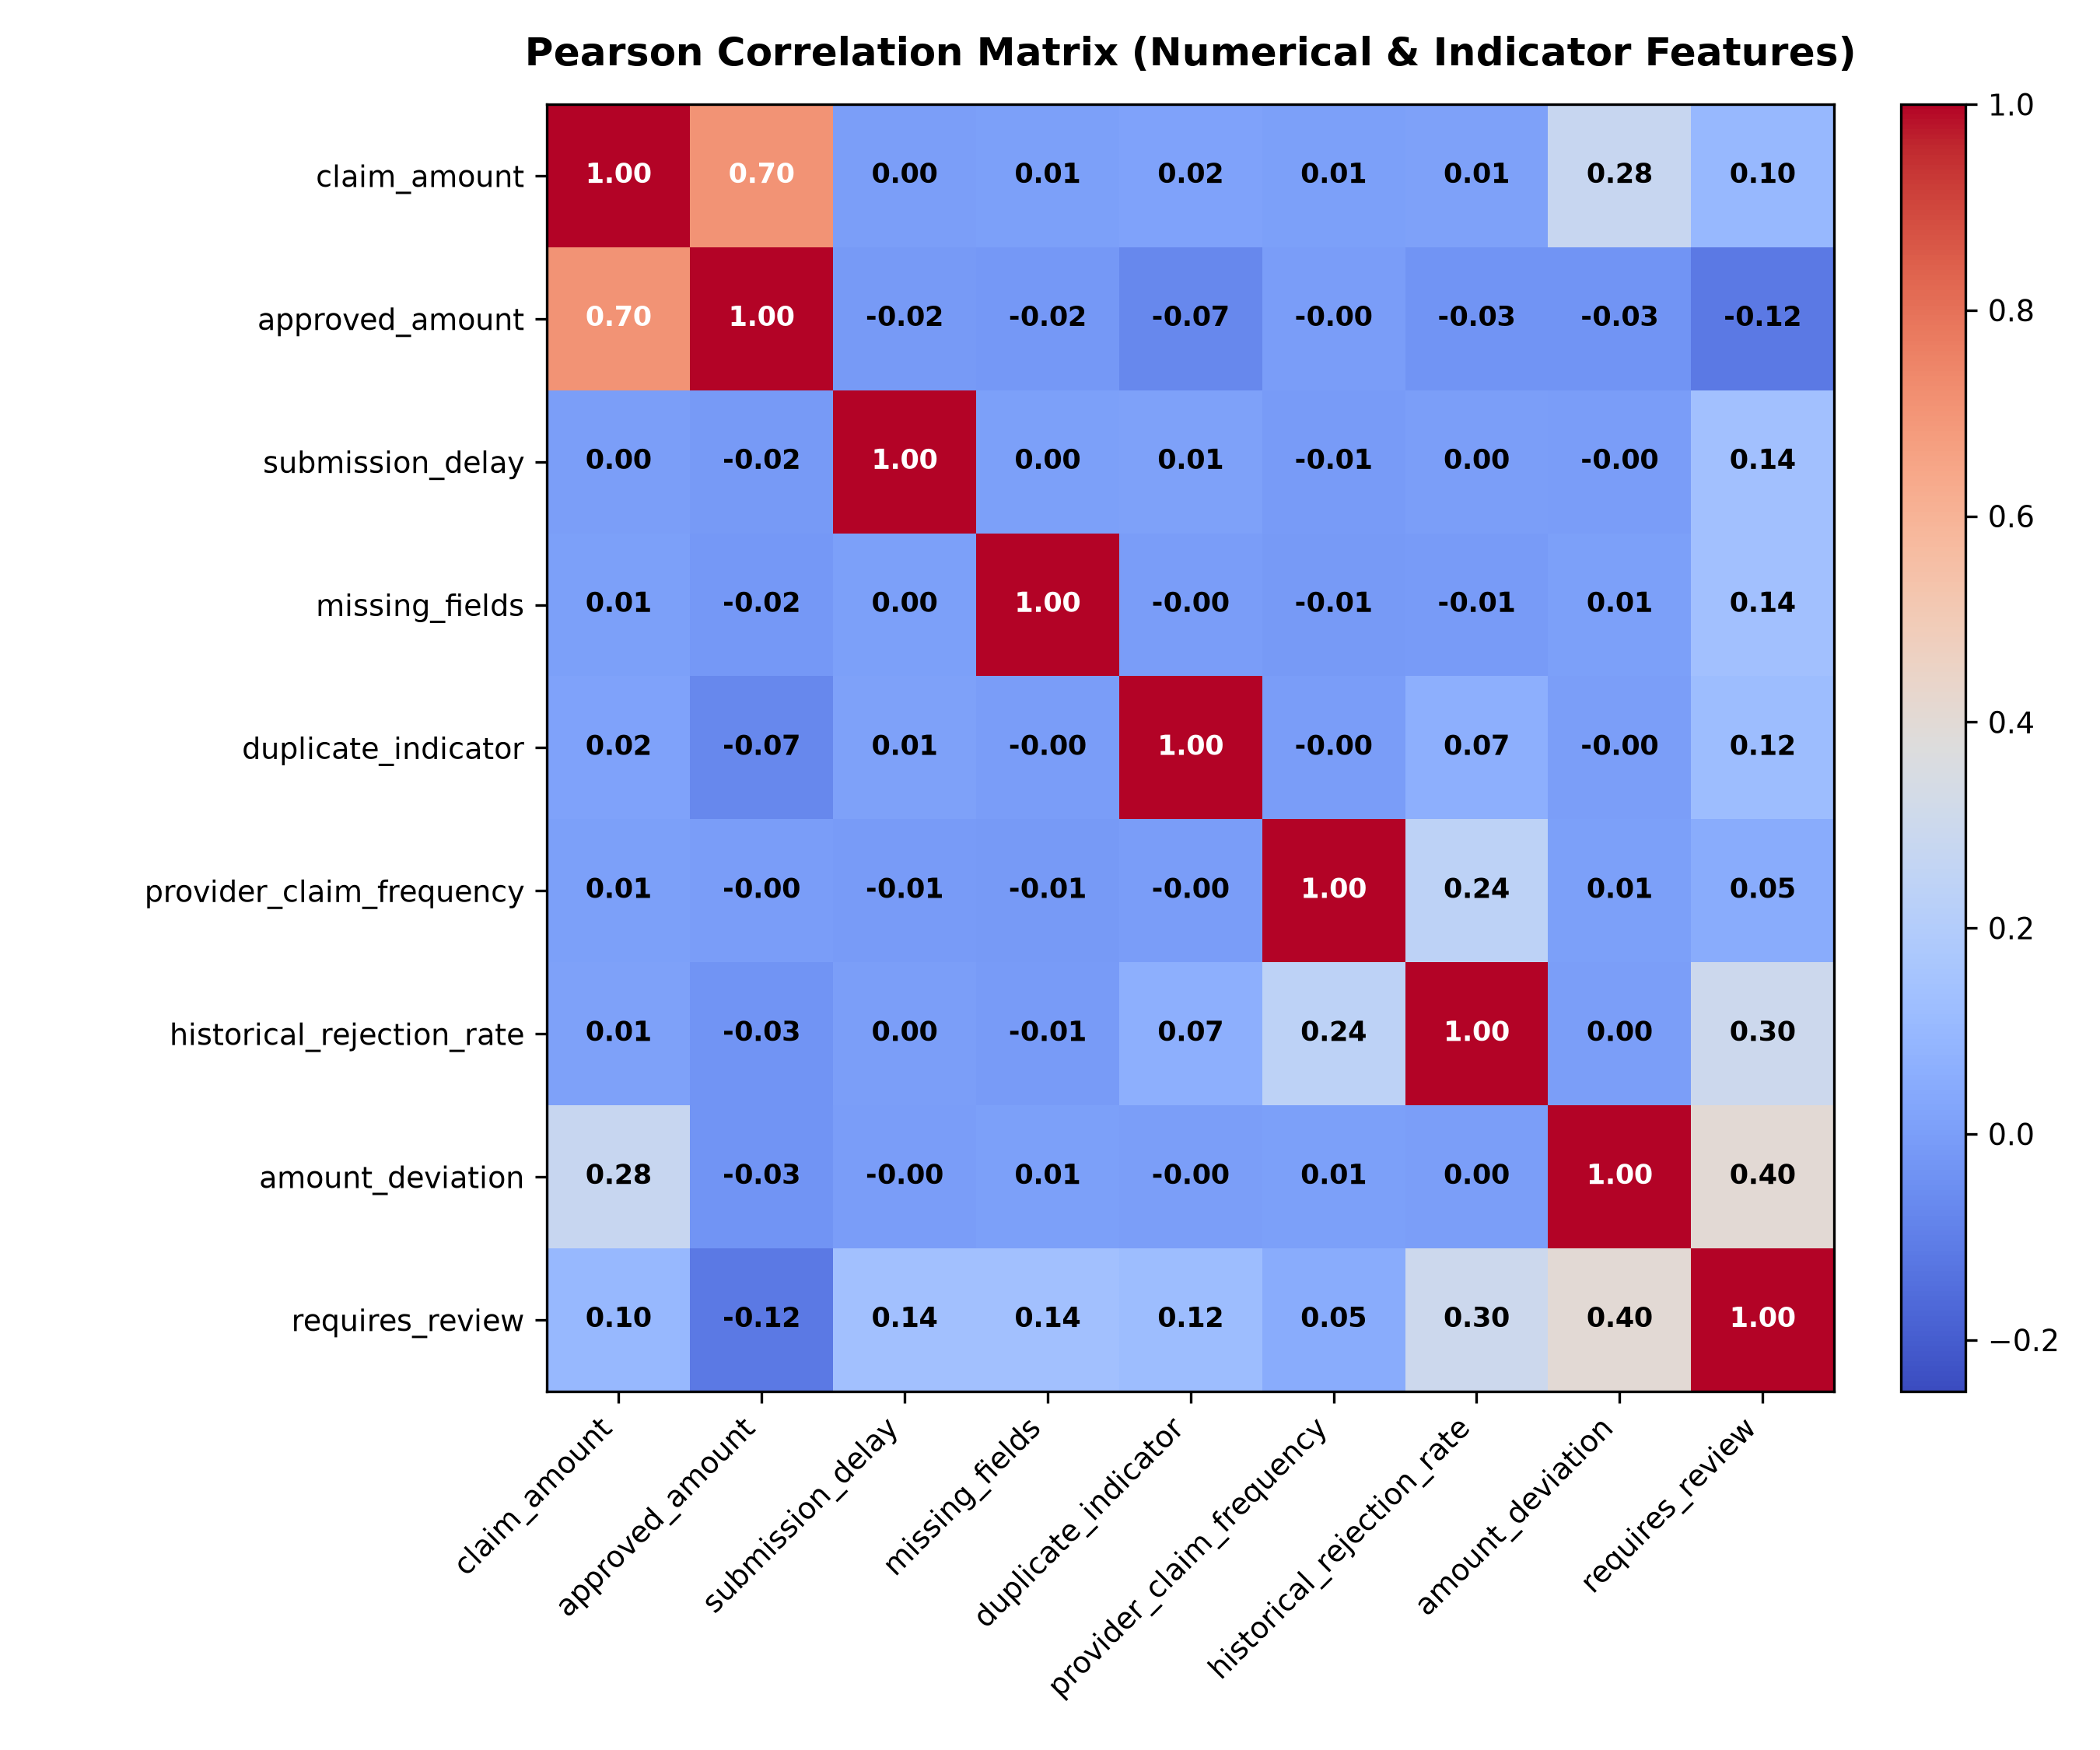 Pearson Correlation Matrix (Numerical & Indicator Features)
claim_amount 1.00 0.70 0.00 0.01 0.02 0.01 0.01 0.28 0.10
approved_amount 0.70 1.00 -0.02 -0.02 -0.07 -0.00 -0.03 -0.03 -0.12
submission_delay 0.00 -0.02 1.00 0.00 0.01 -0.01 0.00 -0.00 0.14
missing_fields 0.01 -0.02 0.00 1.00 -0.00 -0.01 -0.01 0.01 0.14
duplicate_indicator 0.02 -0.07 0.01 -0.00 1.00 -0.00 0.07 -0.00 0.12
provider_claim_frequency 0.01 -0.00 -0.01 -0.01 -0.00 1.00 0.24 0.01 0.05
historical_rejection_rate 0.01 -0.03 0.00 -0.01 0.07 0.24 1.00 0.00 0.30
amount_deviation 0.28 -0.03 -0.00 0.01 -0.00 0.01 0.00 1.00 0.40
requires_review 0.10 -0.12 0.14 0.14 0.12 0.05 0.30 0.40 1.00
claim_amount
approved_amount
submission_delay
missing_fields
duplicate_indicator
provider_claim_frequency
historical_rejection_rate
amount_deviation
requires_review
1.0
0.8
0.6
0.4
0.2
0.0
−0.2